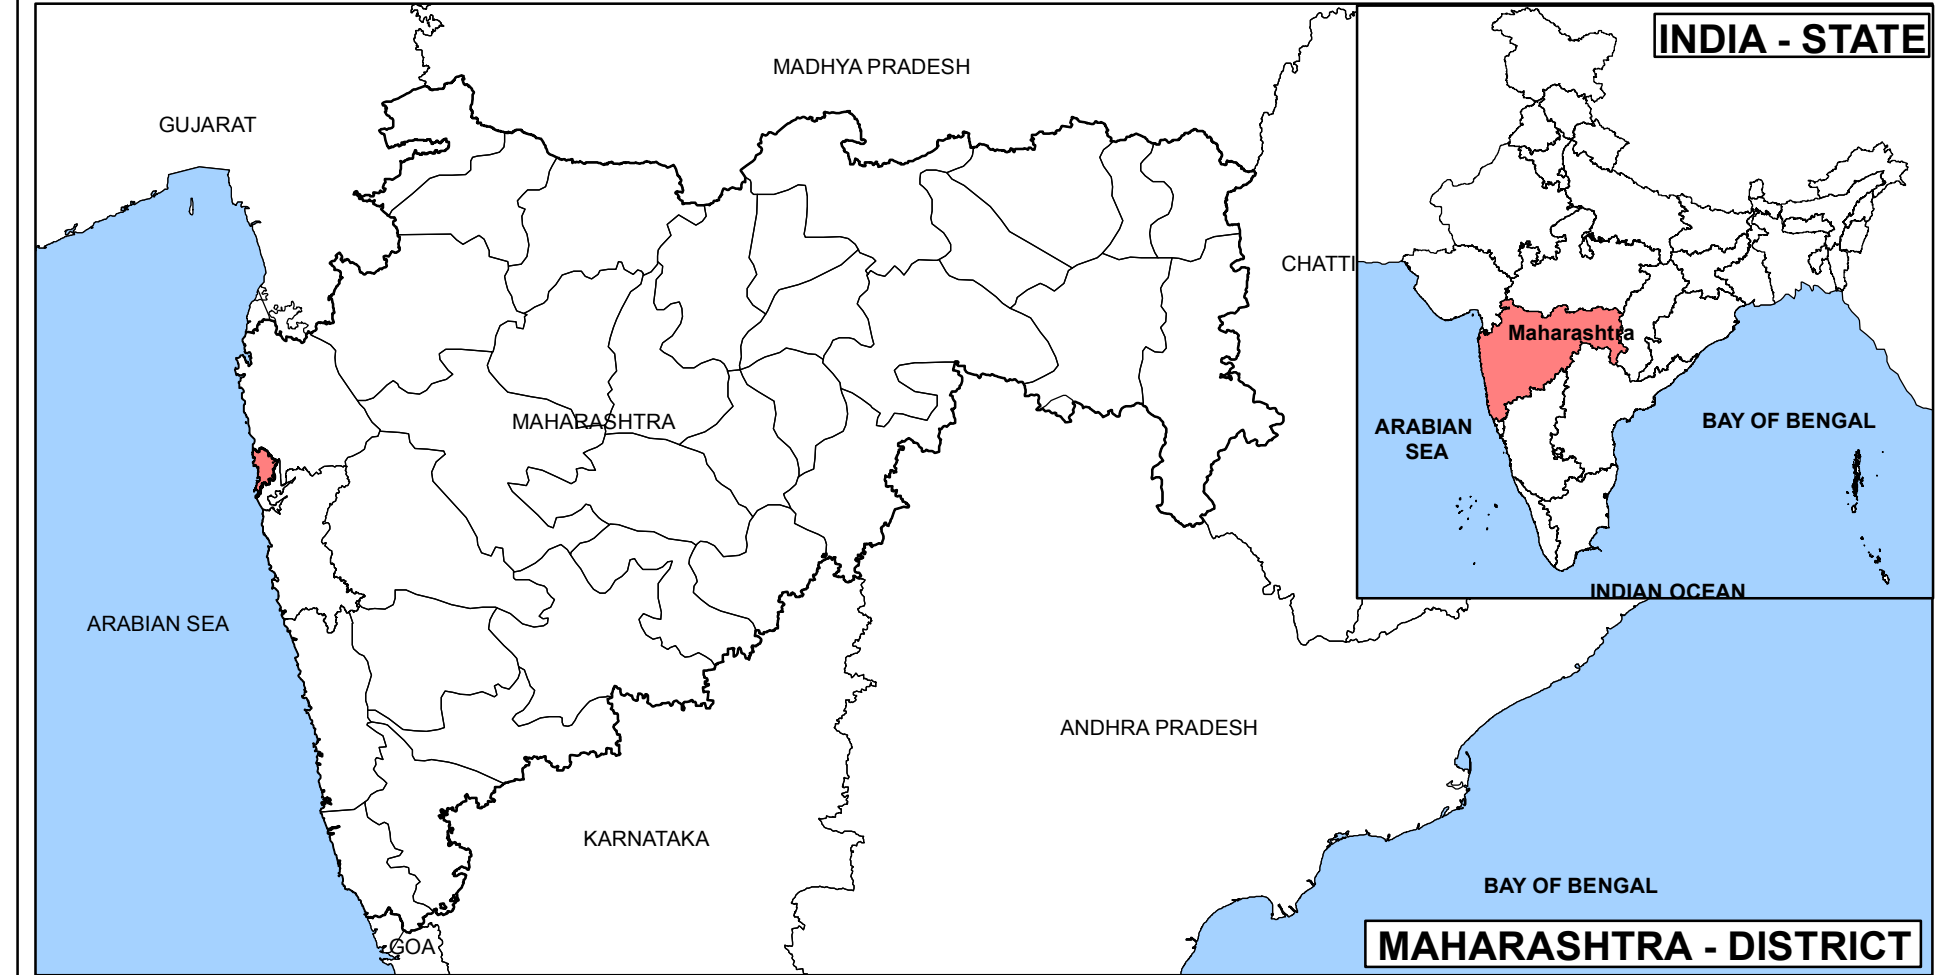 INDIA - STATE
MADHYA PRADESH
GUJARAT
CHATTI
Maharashtra
MAHARASHTRA
ARABIAN
SEA
BAY OF BENGAL
INDIAN OCEAN
ARABIAN SEA
ANDHRA PRADESH
KARNATAKA
BAY OF BENGAL
GOA
MAHARASHTRA - DISTRICT